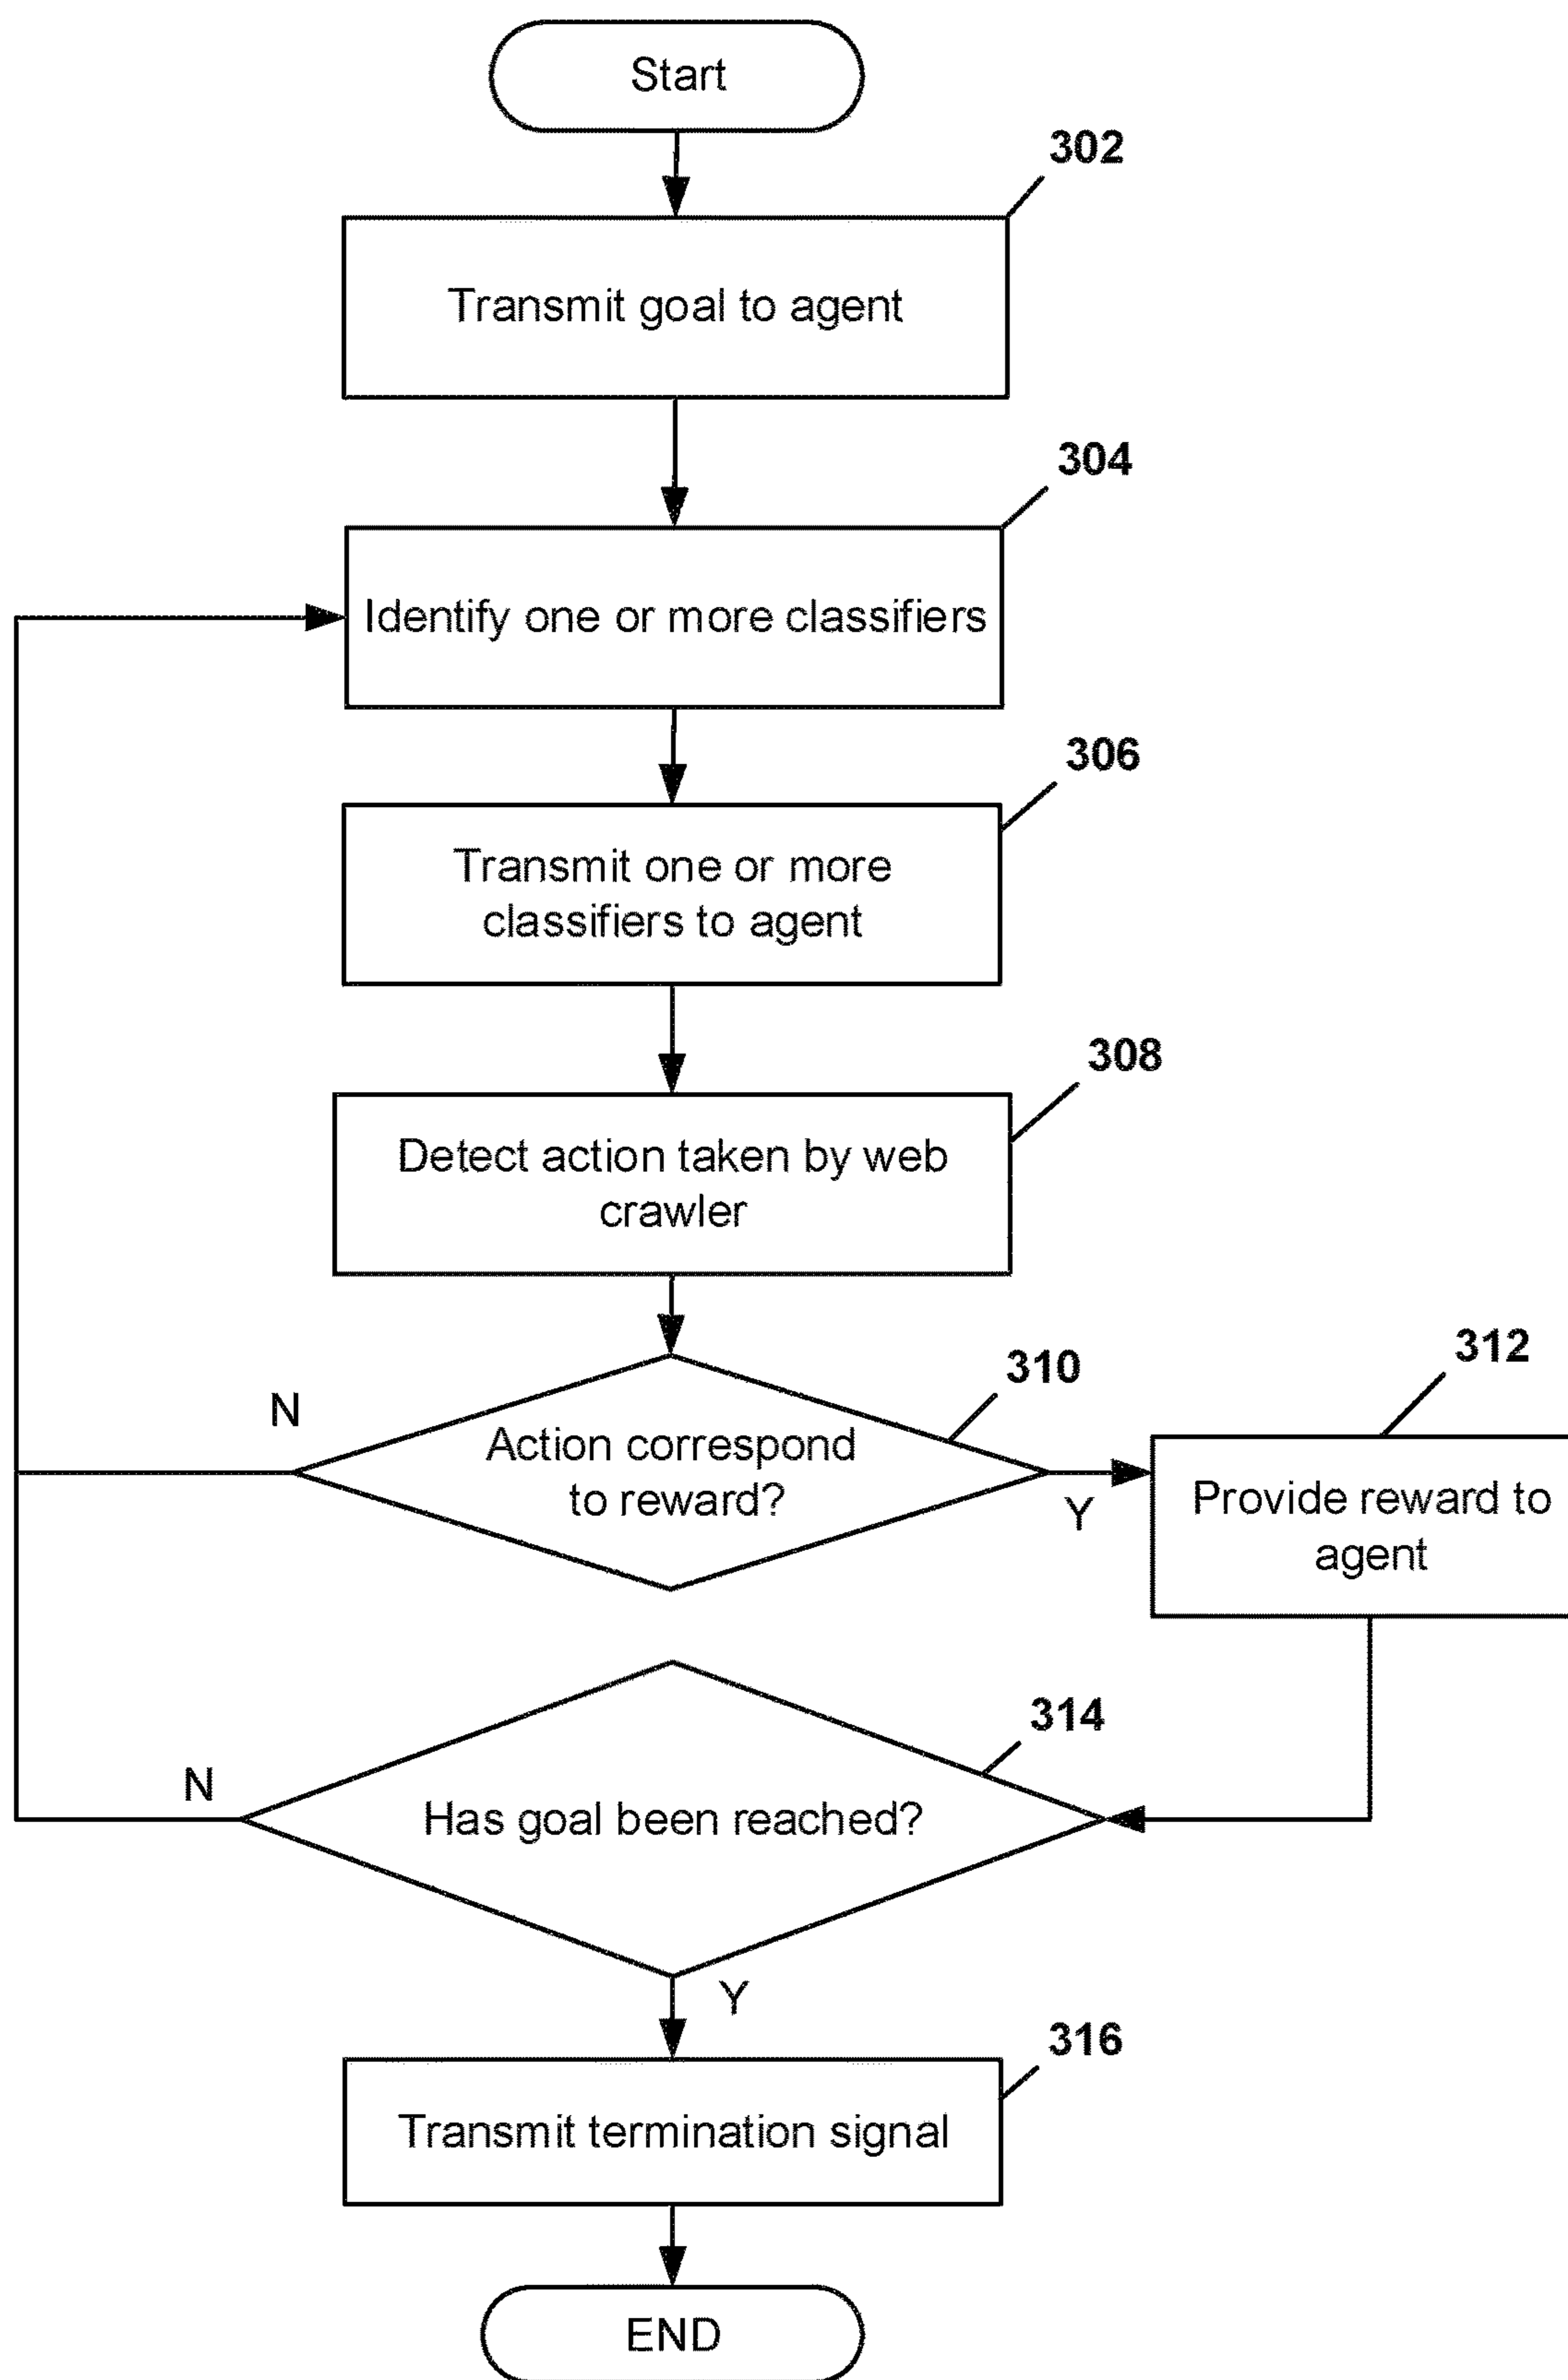 Start
302
Transmit goal to agent
304
Identify one or more classifiers
306
Transmit one or more
classifiers to agent
308
Detect action taken by web
crawler
310
312
N
Action correspond
to reward?
Y
Provide reward to
agent
314
N
Has goal been reached?
Y
316
Transmit termination signal
END